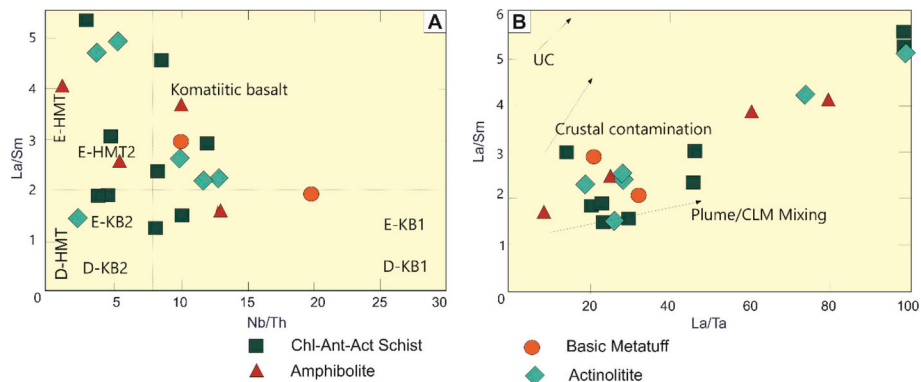 A
5
4
3
2
1
0
La/Sm
E-HMT
D-HMT
Komatiitic basalt
E-HMT2
E-KB2
E-KB1
D-KB2
D-KB1
5
10
15
20
25
30
Nb/Th
B
6
5
4
3
2
1
0
La/Sm
UC
Crustal contamination
Plume/CLM Mixing
20
40
60
80
100
La/Ta
Chl-Ant-Act Schist
Amphibolite
Basic Metatuff
Actinolitite